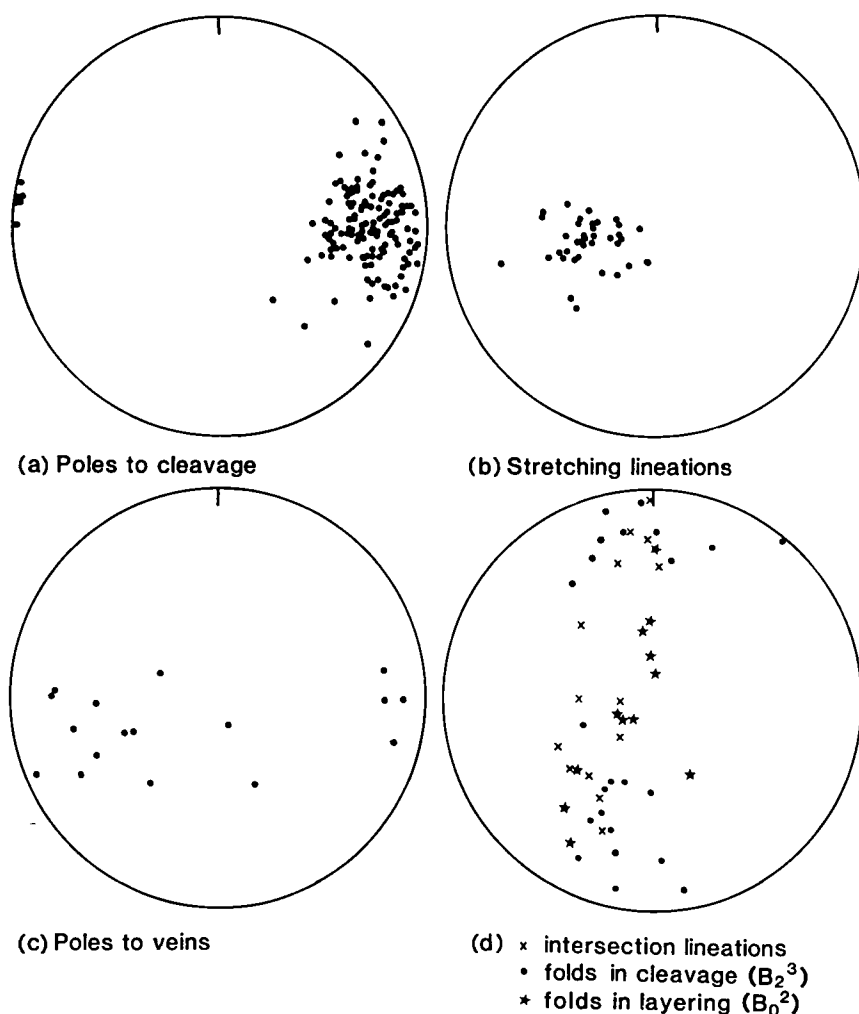 (a) Poles to cleavage
(b) Stretching lineations
(c) Poles to veins
(d) × intersection lineations
• folds in cleavage (B₂³)
★ folds in layering (B₀²)